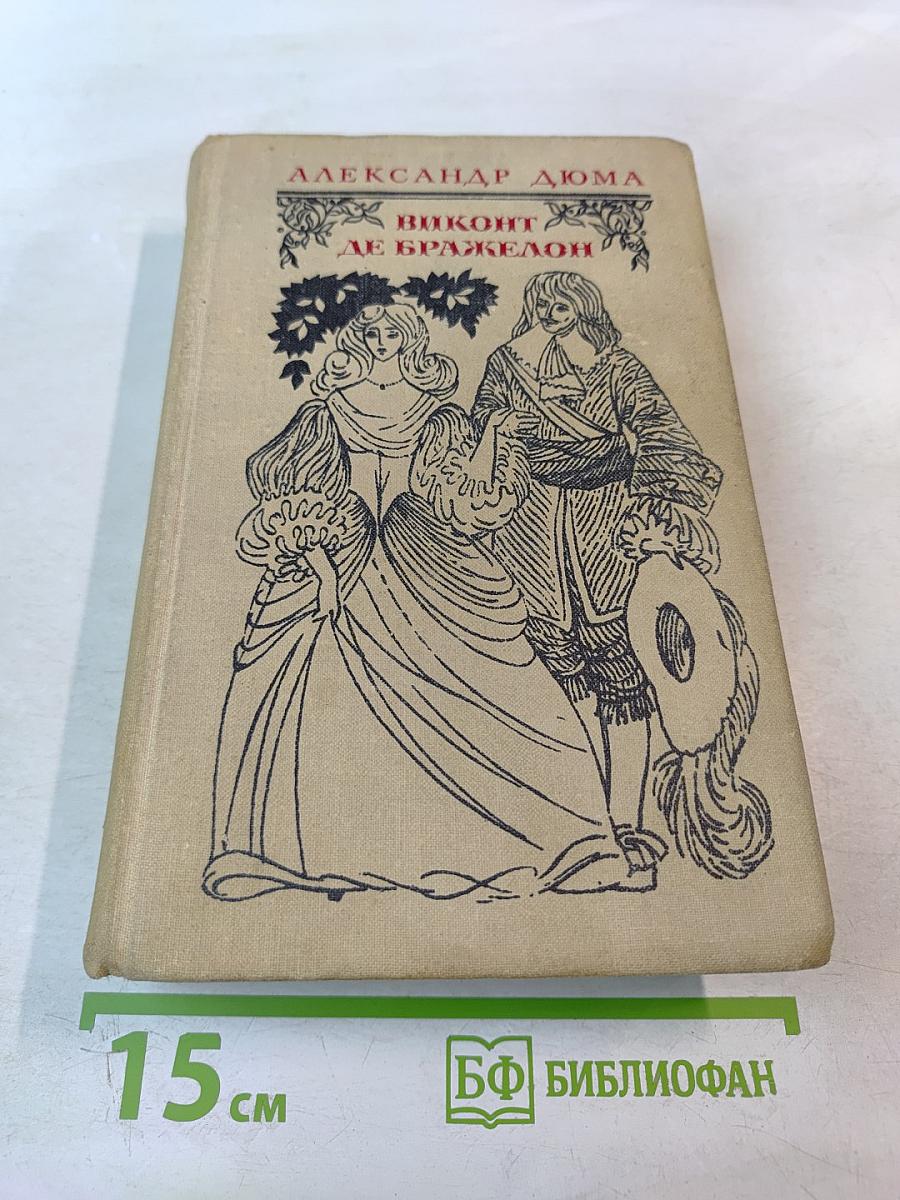 АЛЕКСАНДР ДЮМА
ВИКОНТ
ДЕ БРАЖЕЛОН
15 см
БФ БИБЛИОФАН